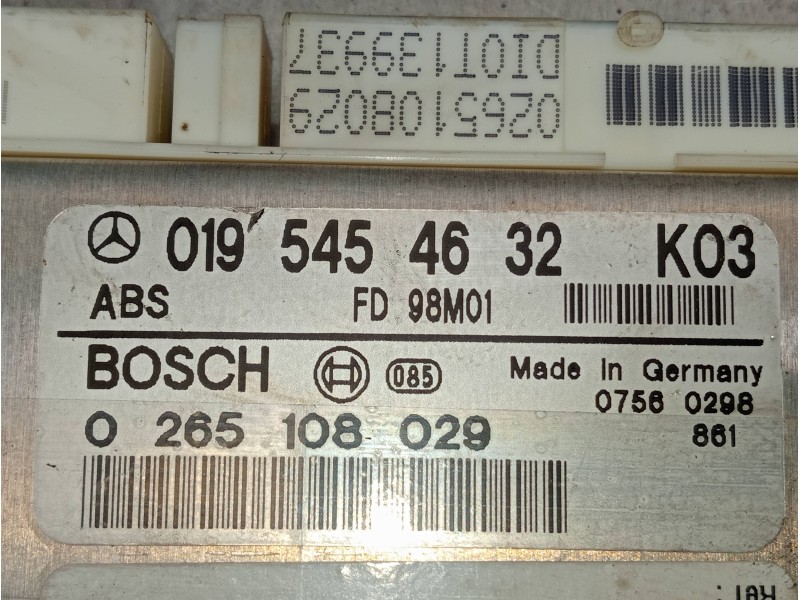 0265108029
019 545 46 32 K03
ABS FD 98M01
BOSCH 085 Made In Germany
0756 0298
0 265 108 029 861